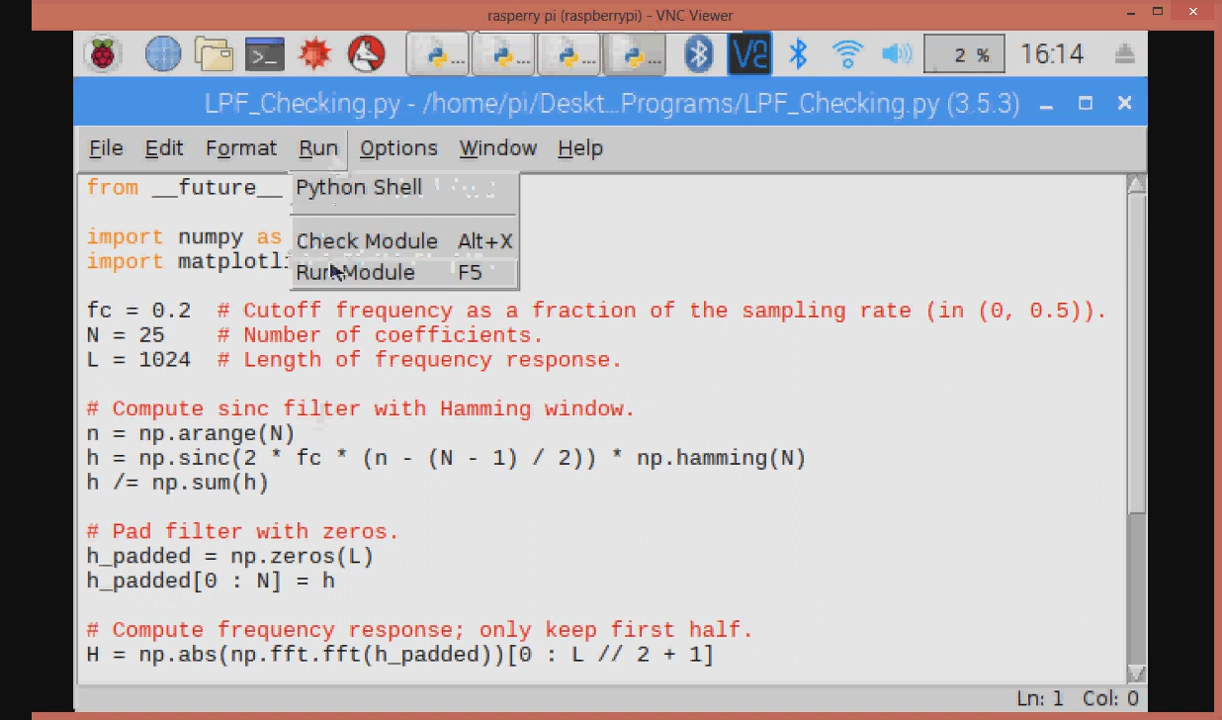 rasperry pi (raspberrypi) - VNC Viewer
... ... ... ... 2 % 16:14
LPF_Checking.py - /home/pi/Deskt...Programs/LPF_Checking.py (3.5.3)
File Edit Format Run Options Window Help
Python Shell
Check Module Alt+X
Run Module F5
from __future__
import numpy as
import matplotli
fc = 0.2 # Cutoff frequency as a fraction of the sampling rate (in (0, 0.5)).
N = 25 # Number of coefficients.
L = 1024 # Length of frequency response.
# Compute sinc filter with Hamming window.
n = np.arange(N)
h = np.sinc(2 * fc * (n - (N - 1) / 2)) * np.hamming(N)
h /= np.sum(h)
# Pad filter with zeros.
h_padded = np.zeros(L)
h_padded[0 : N] = h
# Compute frequency response; only keep first half.
H = np.abs(np.fft.fft(h_padded))[0 : L // 2 + 1]
Ln: 1 Col: 0